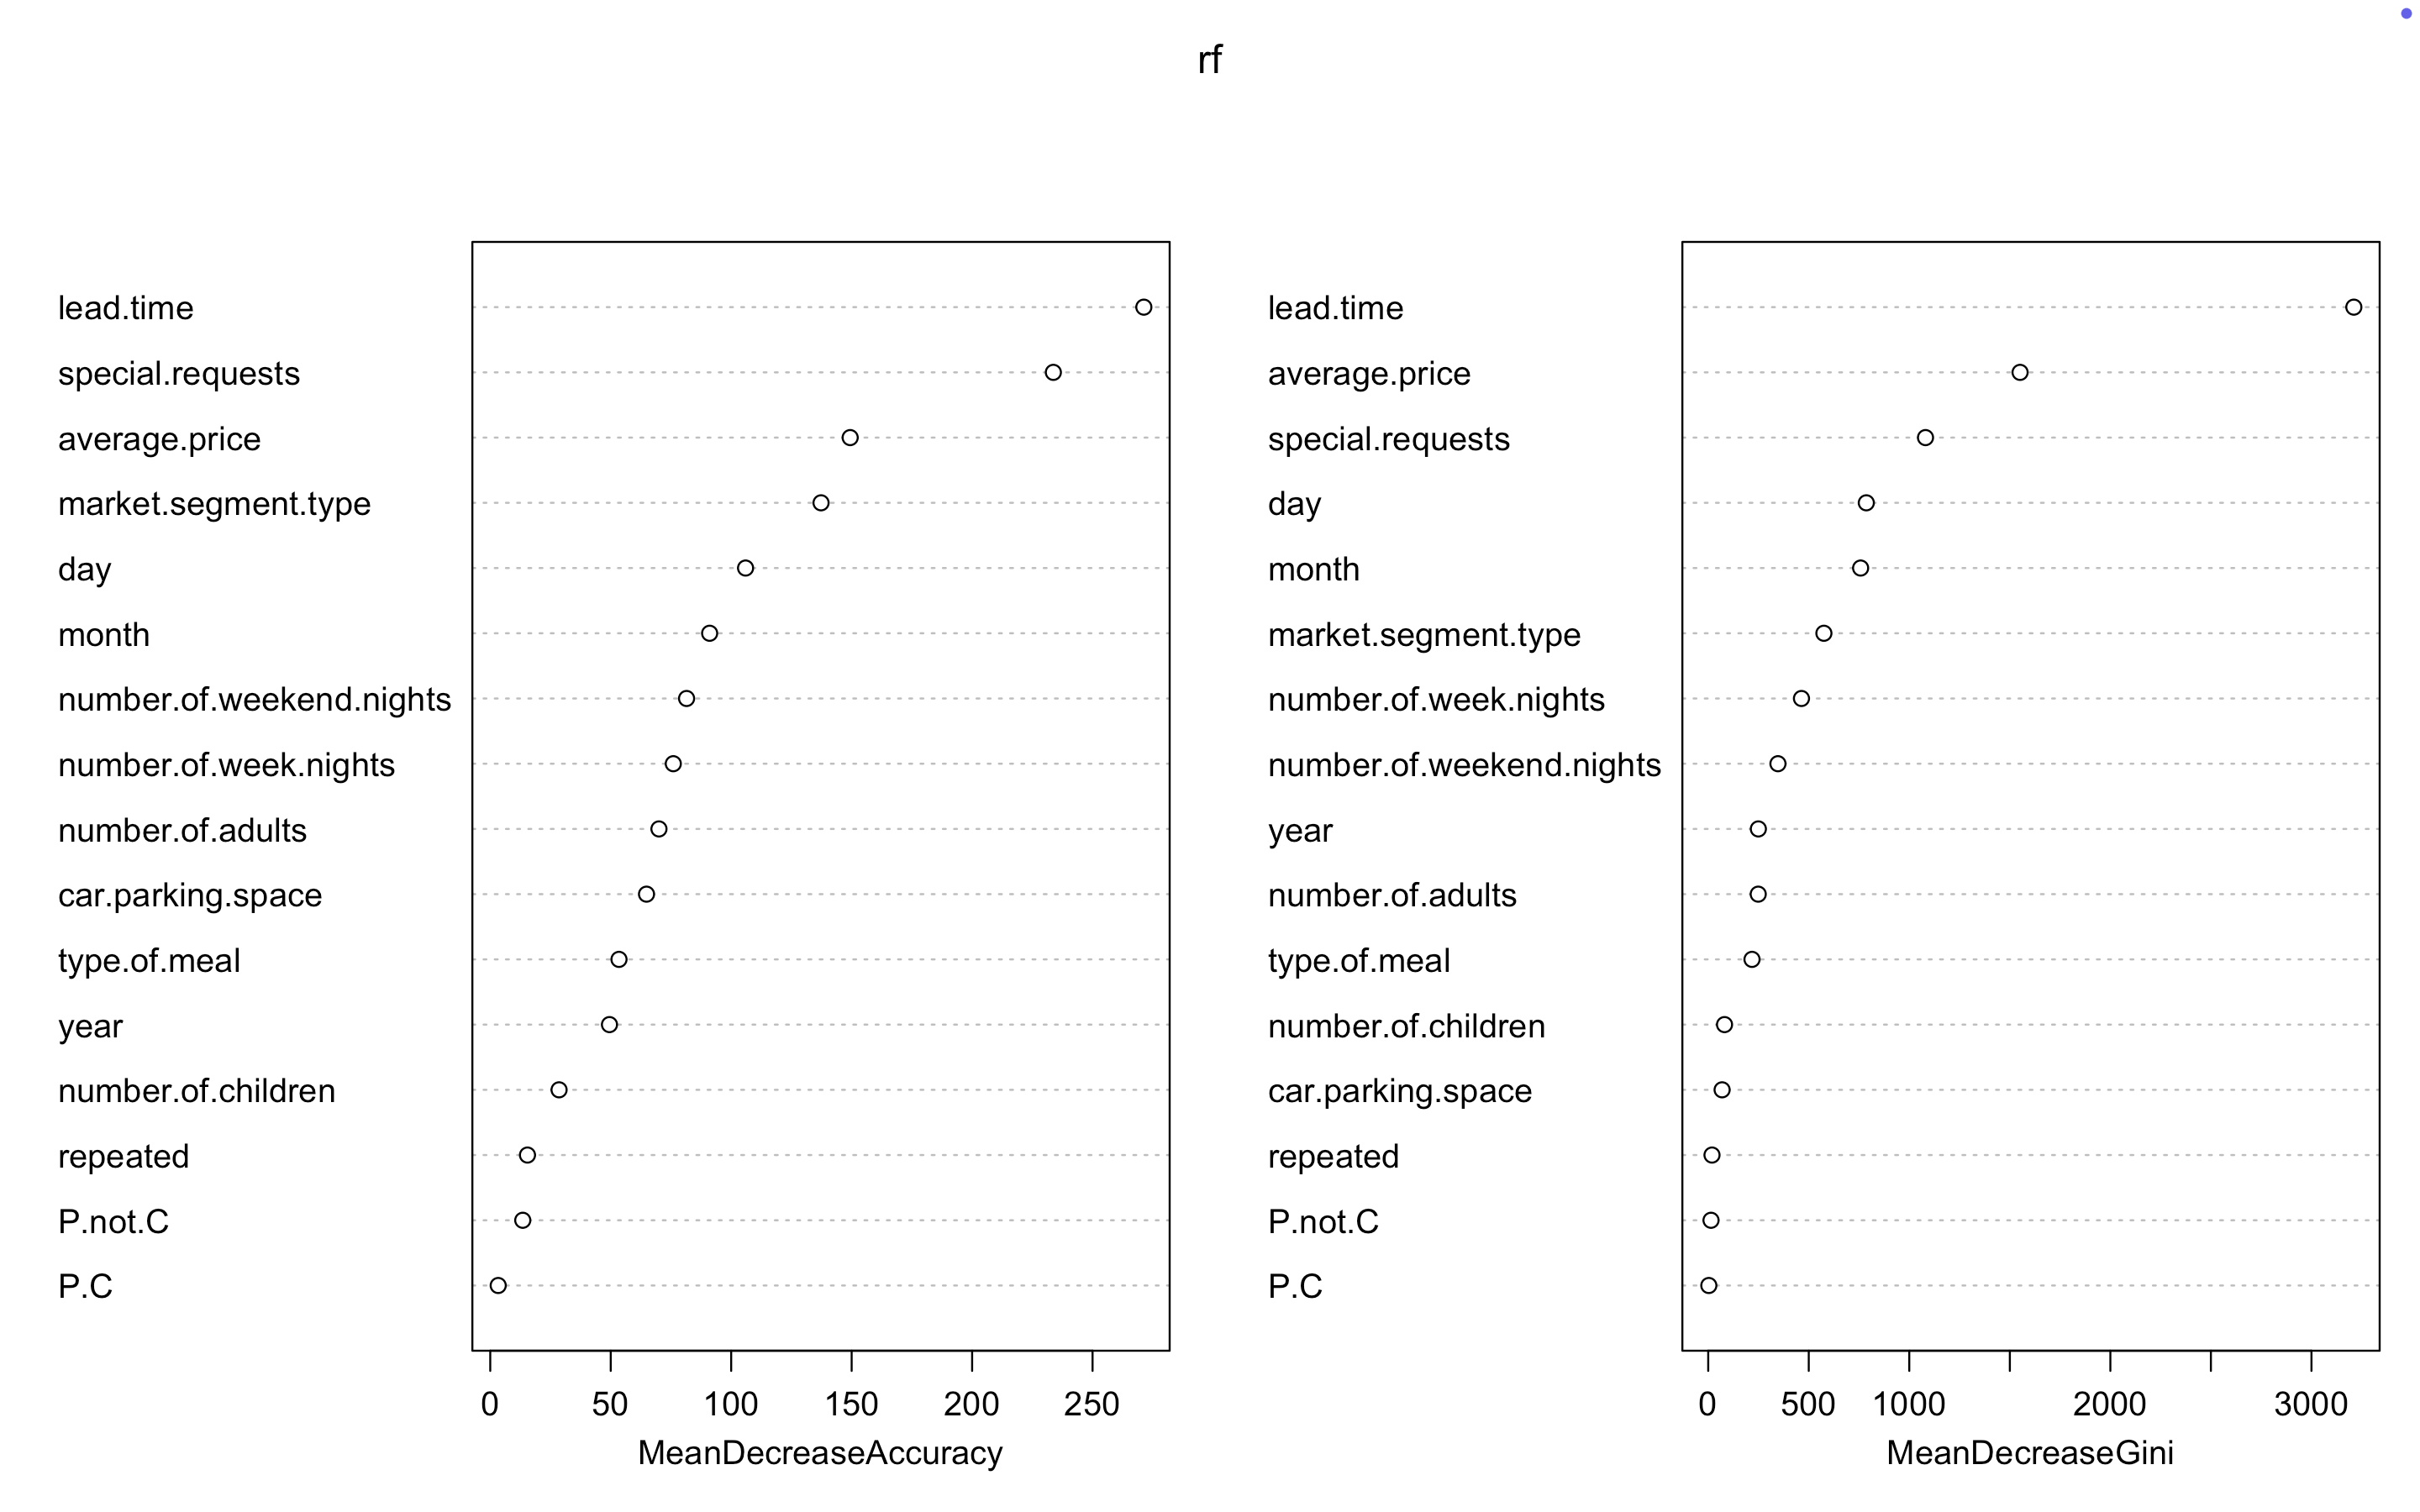 rf
lead.time
special.requests
average.price
market.segment.type
day
month
number.of.weekend.nights
number.of.week.nights
number.of.adults
car.parking.space
type.of.meal
year
number.of.children
repeated
P.not.C
P.C
0 50 100 150 200 250
MeanDecreaseAccuracy
lead.time
average.price
special.requests
day
month
market.segment.type
number.of.week.nights
number.of.weekend.nights
year
number.of.adults
type.of.meal
number.of.children
car.parking.space
repeated
P.not.C
P.C
0 500 1000 2000 3000
MeanDecreaseGini